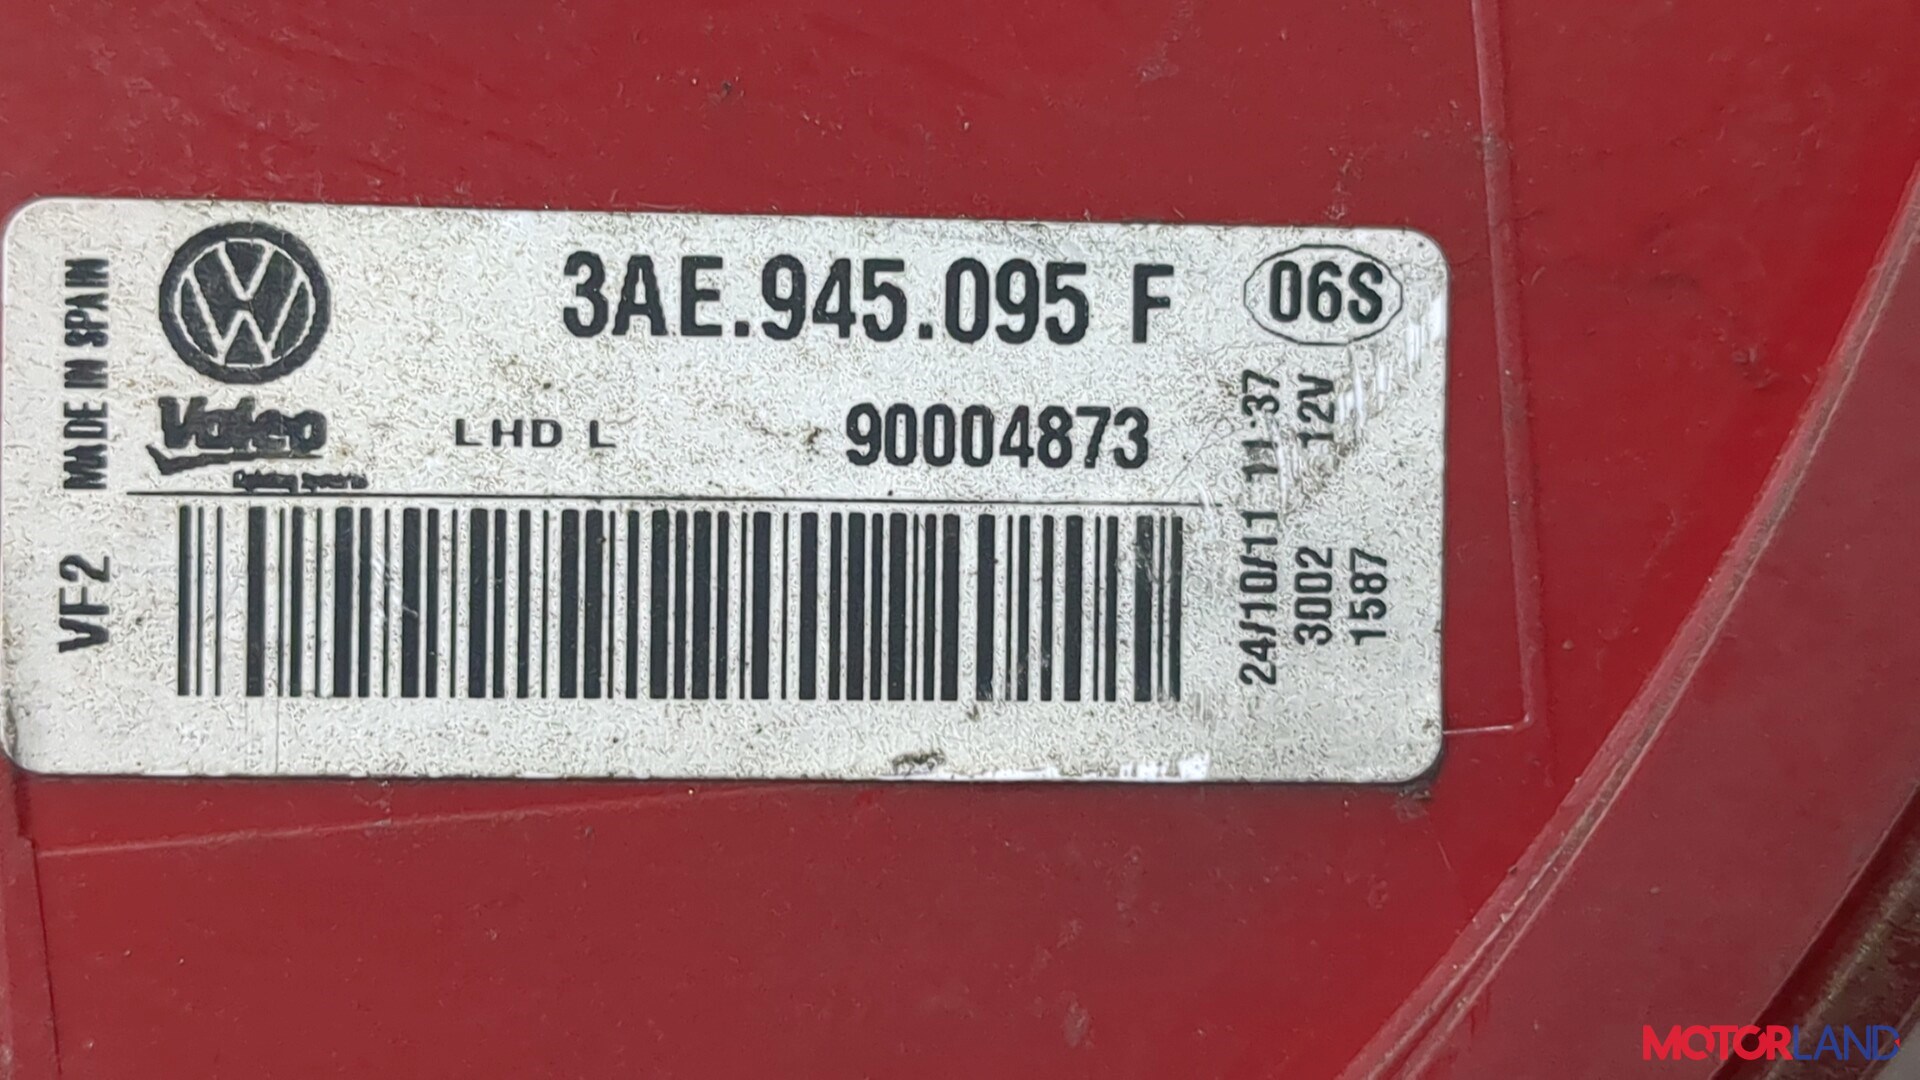 MADE IN SPAIN
3AE.945.095 F
06S
Valeo
LHD L
90004873
VF2
24/10/11 11:37
3002 12V
1587
MOTORLAND